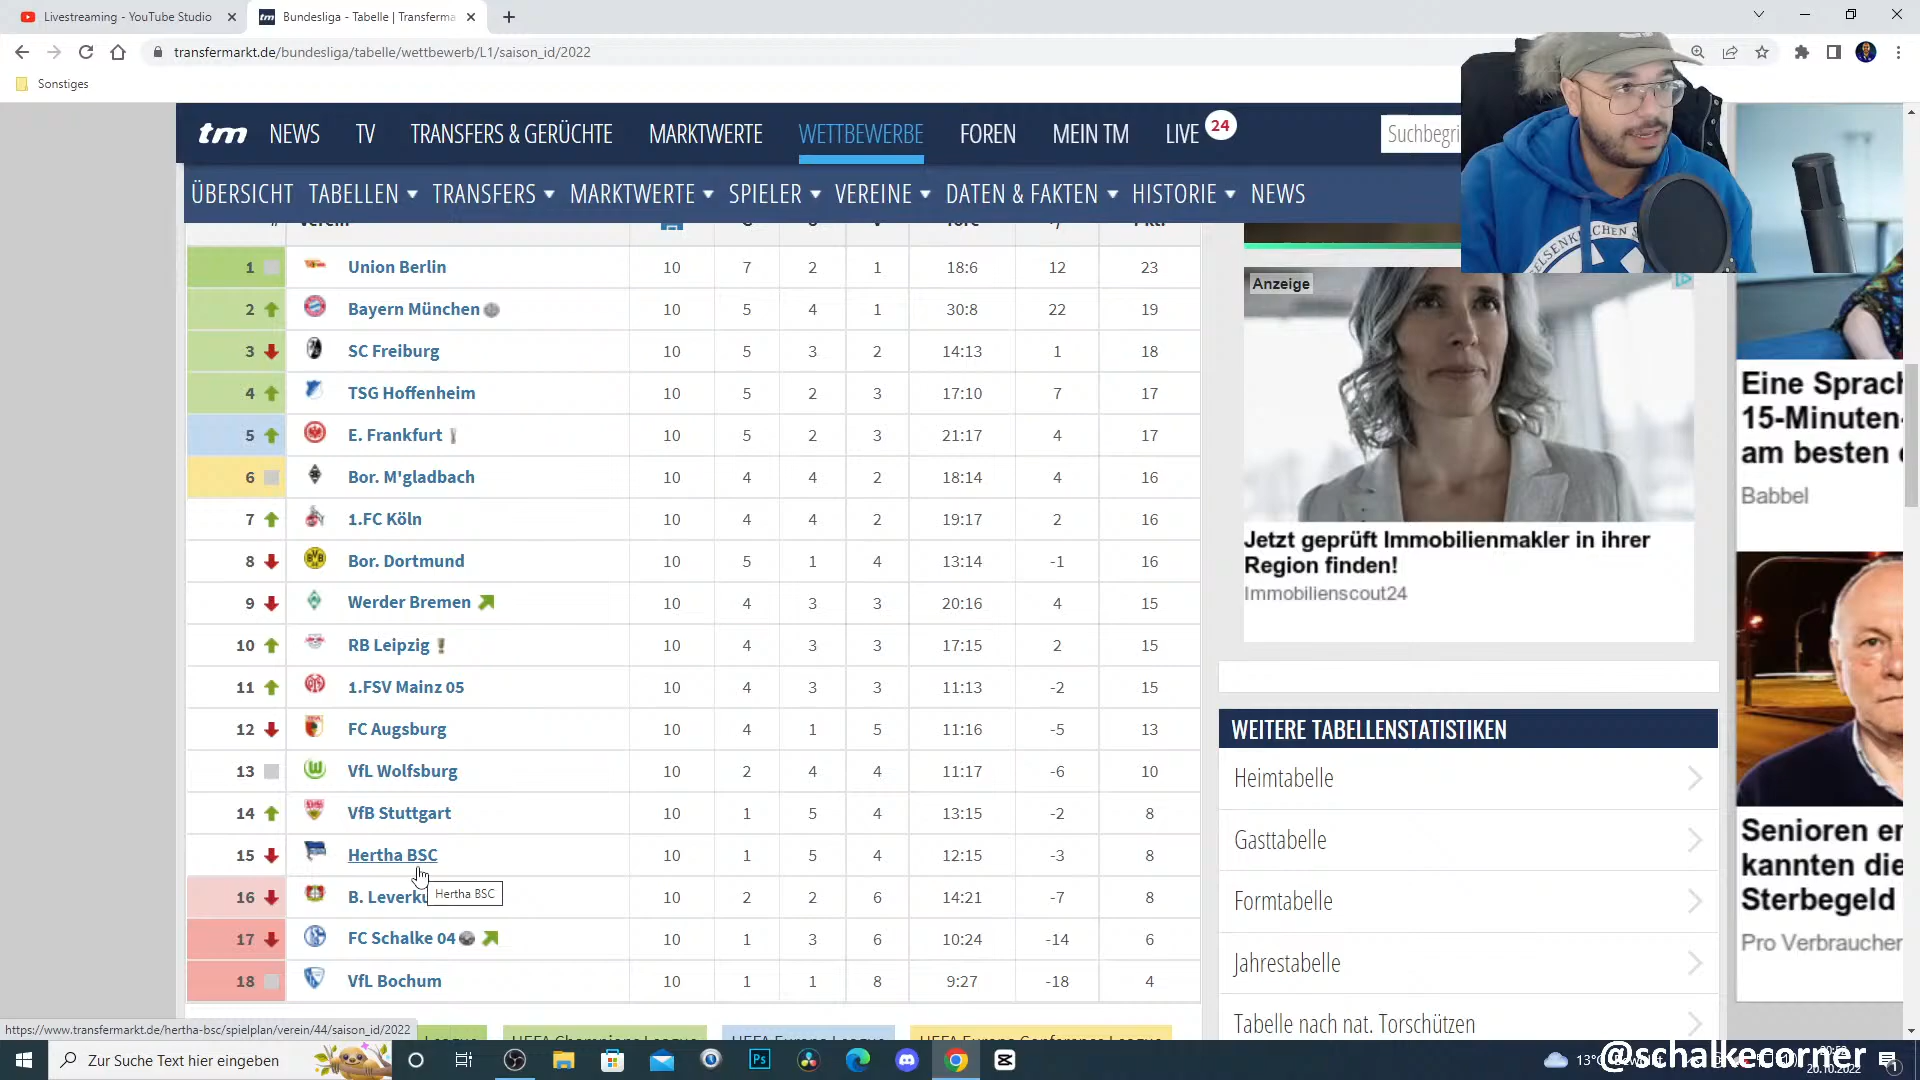 Livestreaming - YouTube Studio
Bundesliga - Tabelle | Transferma
transfermarkt.de/bundesliga/tabelle/wettbewerb/L1/saison_id/2022
Sonstiges
tm NEWS TV TRANSFERS & GERÜCHTE MARKTWERTE WETTBEWERBE FOREN MEIN TM LIVE 24
Suchbegri
ÜBERSICHT TABELLEN TRANSFERS MARKTWERTE SPIELER VEREINE DATEN & FAKTEN HISTORIE NEWS
1 Union Berlin 10 7 2 1 18:6 12 23
2 Bayern München 10 5 4 1 30:8 22 19
3 SC Freiburg 10 5 3 2 14:13 1 18
4 TSG Hoffenheim 10 5 2 3 17:10 7 17
5 E. Frankfurt 10 5 2 3 21:17 4 17
6 Bor. M'gladbach 10 4 4 2 18:14 4 16
7 1.FC Köln 10 4 4 2 19:17 2 16
8 Bor. Dortmund 10 5 1 4 13:14 -1 16
9 Werder Bremen 10 4 3 3 20:16 4 15
10 RB Leipzig 10 4 3 3 17:15 2 15
11 1.FSV Mainz 05 10 4 3 3 11:13 -2 15
12 FC Augsburg 10 4 1 5 11:16 -5 13
13 VfL Wolfsburg 10 2 4 4 11:17 -6 10
14 VfB Stuttgart 10 1 5 4 13:15 -2 8
15 Hertha BSC 10 1 5 4 12:15 -3 8
Hertha BSC
16 B. Leverku 10 2 2 6 14:21 -7 8
17 FC Schalke 04 10 1 3 6 10:24 -14 6
18 VfL Bochum 10 1 1 8 9:27 -18 4
Anzeige
Jetzt geprüft Immobilienmakler in ihrer
Region finden!
Immobilienscout24
WEITERE TABELLENSTATISTIKEN
Heimtabelle
Gasttabelle
Formtabelle
Jahrestabelle
Tabelle nach nat. Torschützen
Eine Sprach
15-Minuten-
am besten
Babbel
Senioren er
kannten die
Sterbegeld
Pro Verbraucher
https://www.transfermarkt.de/hertha-bsc/spielplan/verein/44/saison_id/2022
Zur Suche Text hier eingeben
13°C
20.10.2022
@schalkecorner